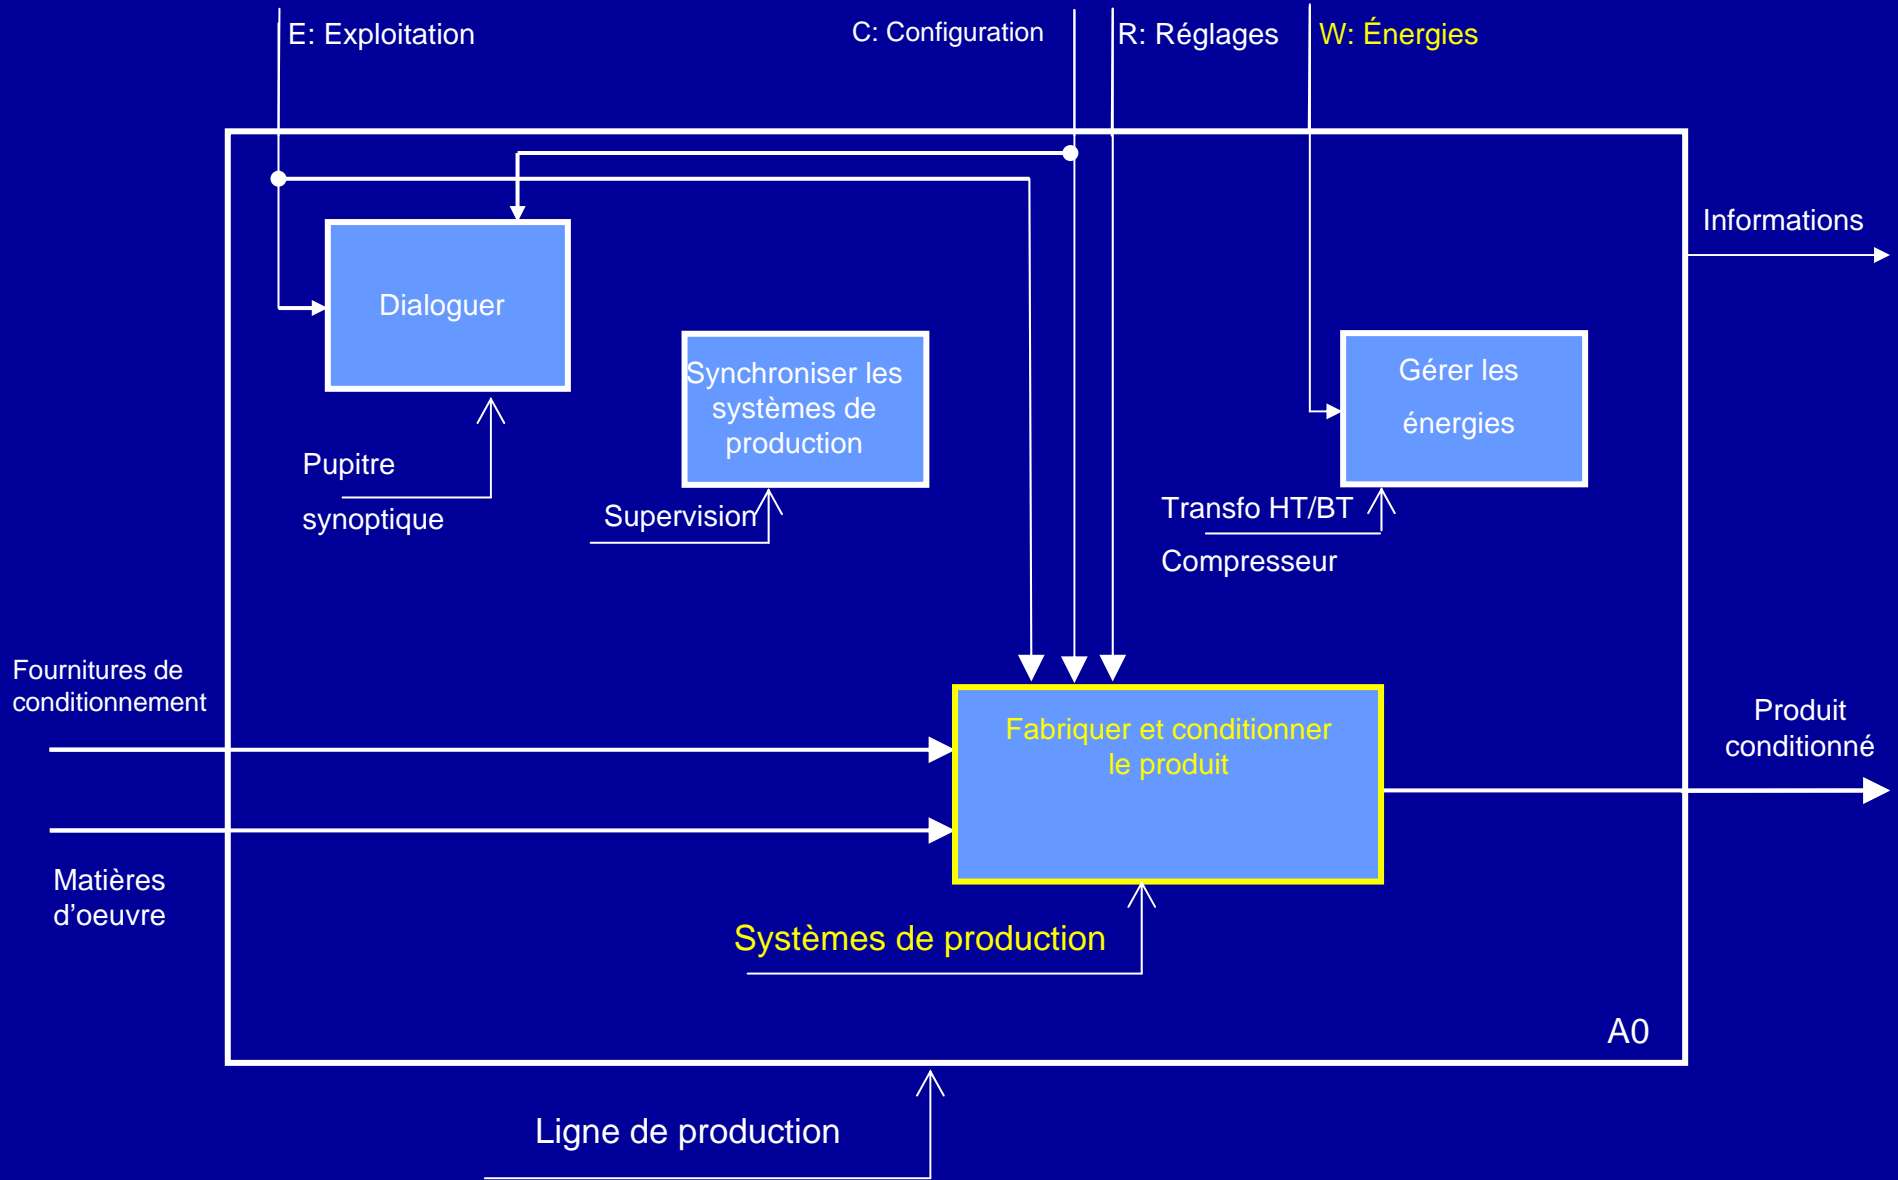 E: Exploitation
C: Configuration
R: Réglages
W: Énergies
Informations
Dialoguer
Synchroniser les
systèmes de
production
Gérer les
énergies
Pupitre
synoptique
Supervision
Transfo HT/BT
Compresseur
Fournitures de
conditionnement
Fabriquer et conditionner
le produit
Produit
conditionné
Matières
d'oeuvre
Systèmes de production
A0
Ligne de production